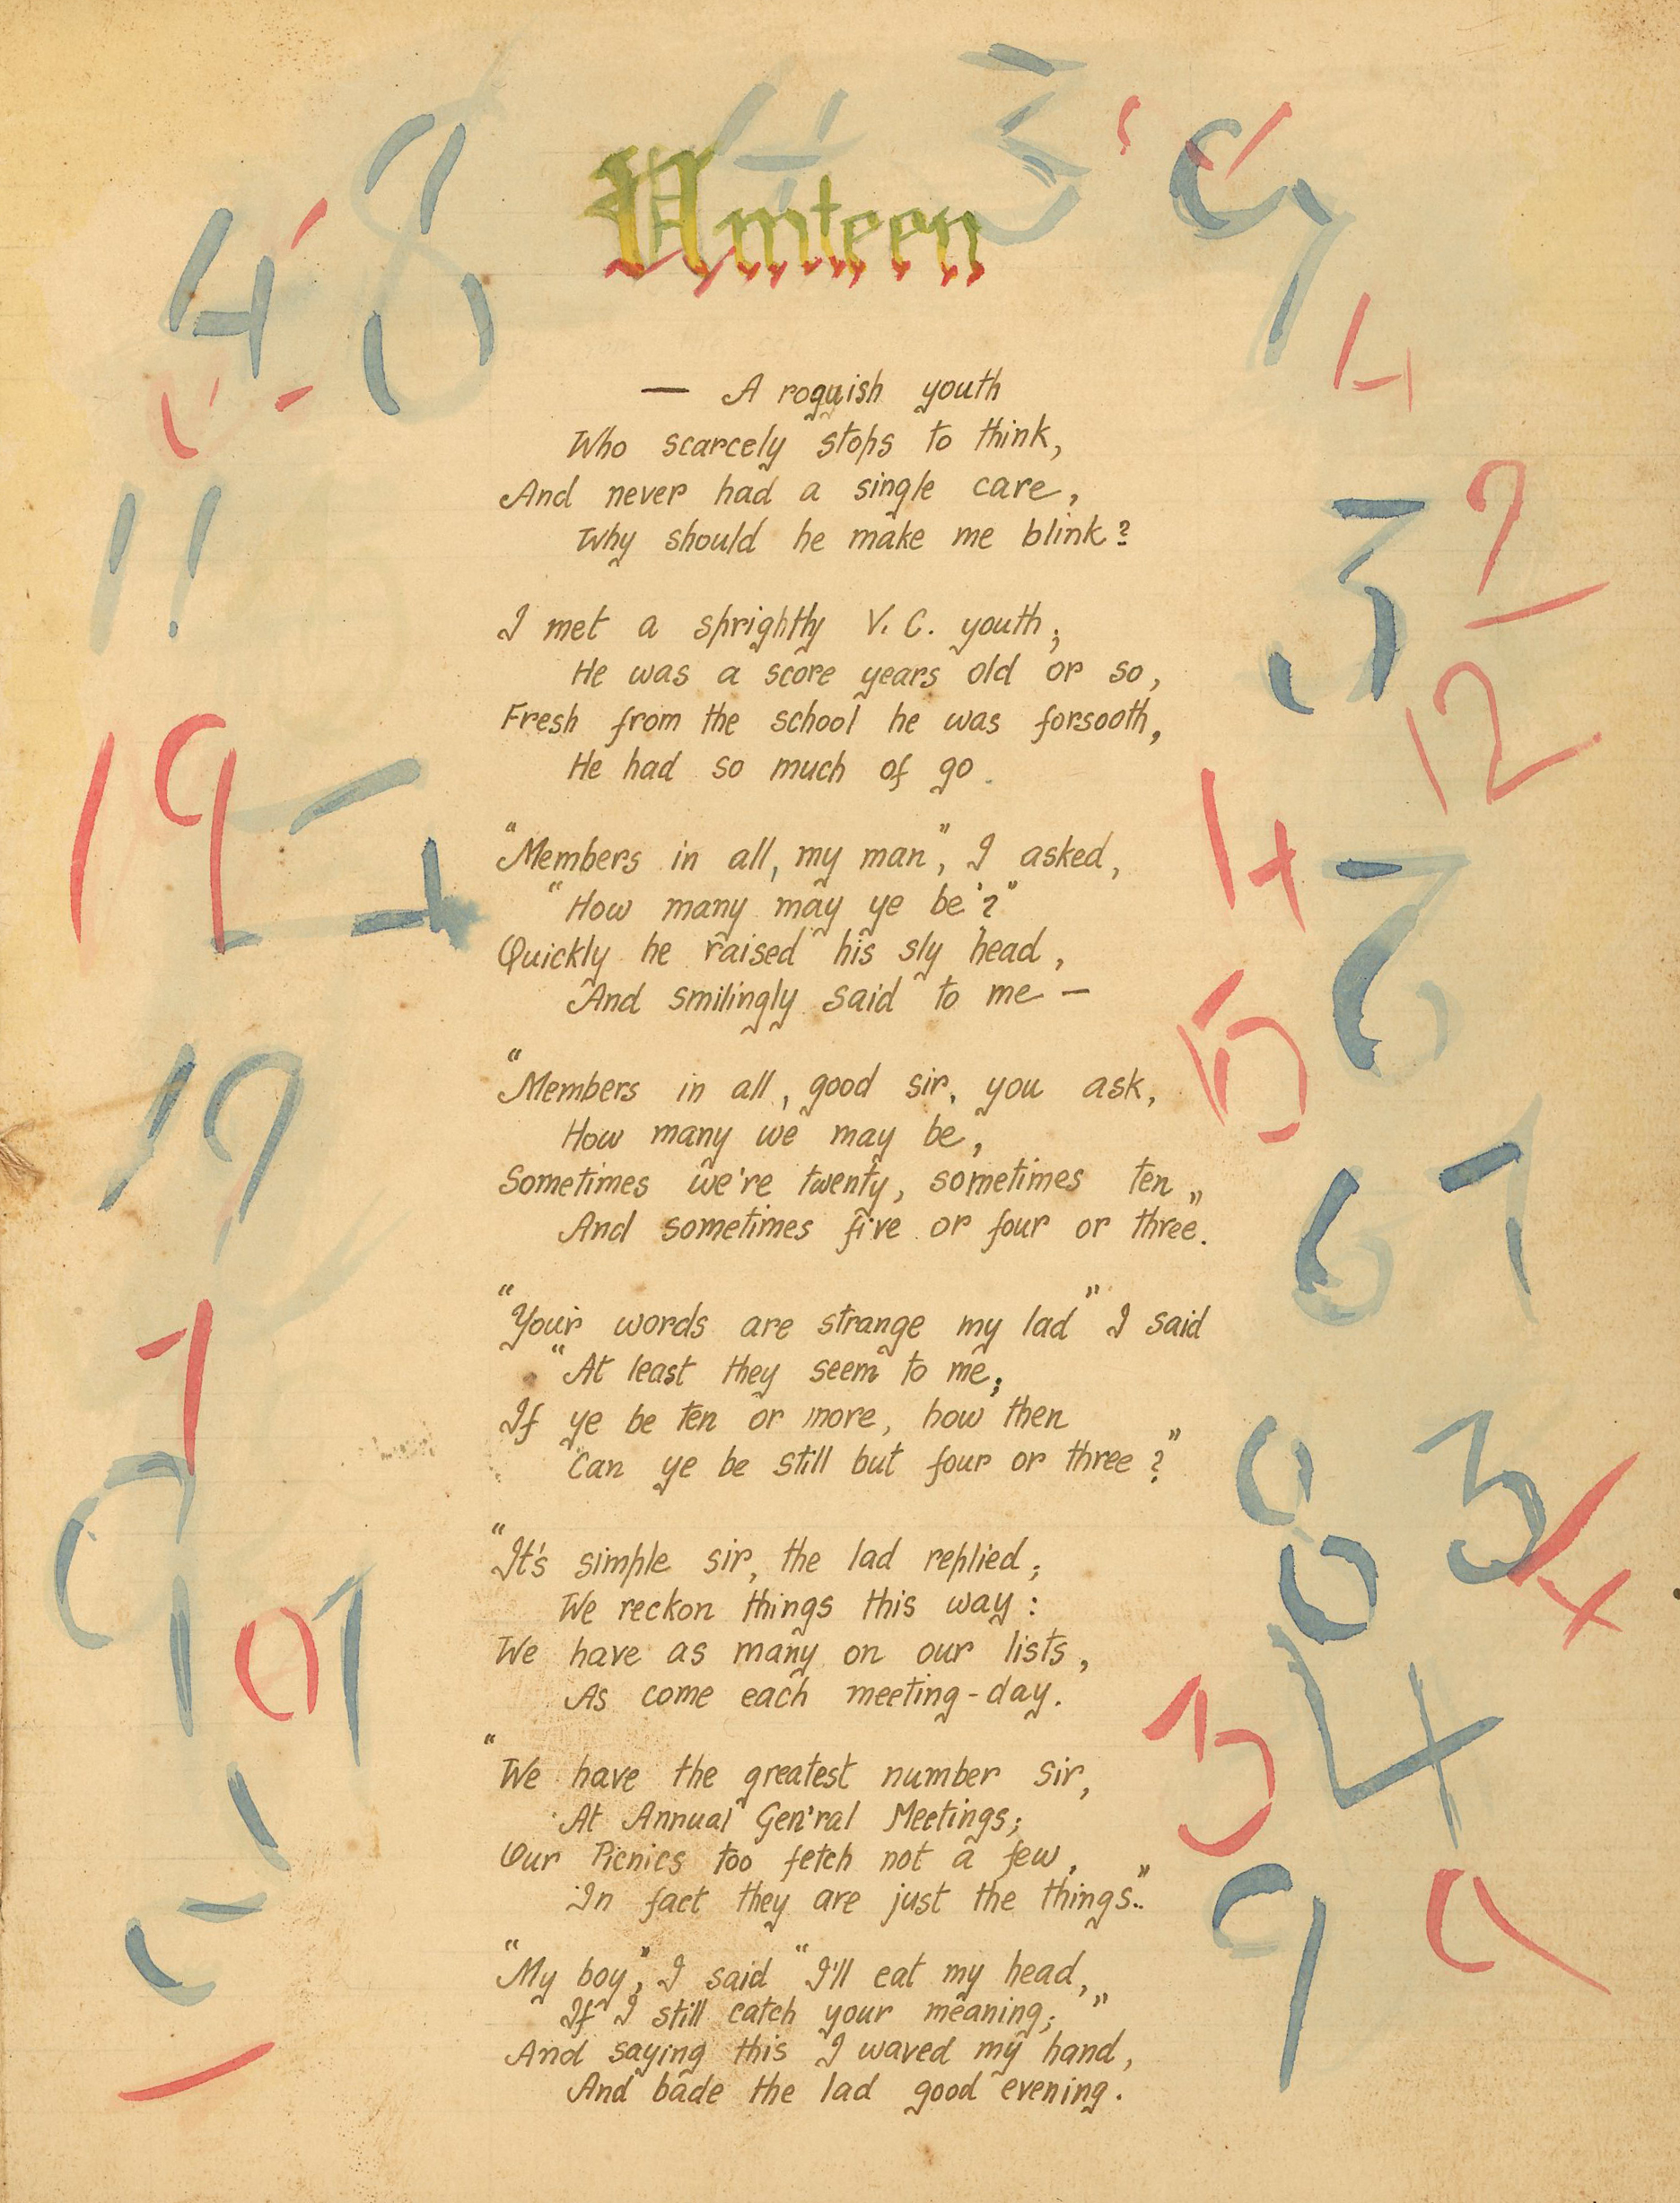 Umteen
— A roguish youth
Who scarcely stops to think,
And never had a single care,
Why should he make me blink?
I met a sprightly V. C. youth;
He was a score years old or so,
Fresh from the school he was forsooth,
He had so much of go.
"Members in all, my man", I asked,
"How many may ye be?"
Quickly he raised his sly head,
And smilingly said to me —
"Members in all, good sir, you ask,
How many we may be,
Sometimes we're twenty, sometimes ten,
And sometimes five or four or three."
"Your words are strange my lad" I said
"At least they seem to me;
If ye be ten or more, how then
Can ye be still but four or three?"
"It's simple sir, the lad replied;
We reckon things this way:
We have as many on our lists,
As come each meeting-day.
"We have the greatest number sir,
At Annual Gen'ral Meetings;
Our Picnics too fetch not a few,
In fact they are just the things."
"My boy", I said "I'll eat my head,
If I still catch your meaning;"
And saying this I waved my hand,
And bade the lad good evening.